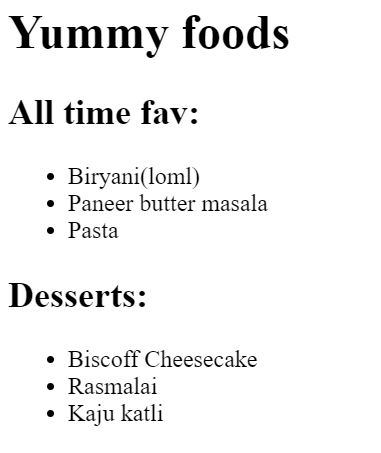 Yummy foods
All time fav:
Biryani(loml)
Paneer butter masala
Pasta
Desserts:
Biscoff Cheesecake
Rasmalai
Kaju katli